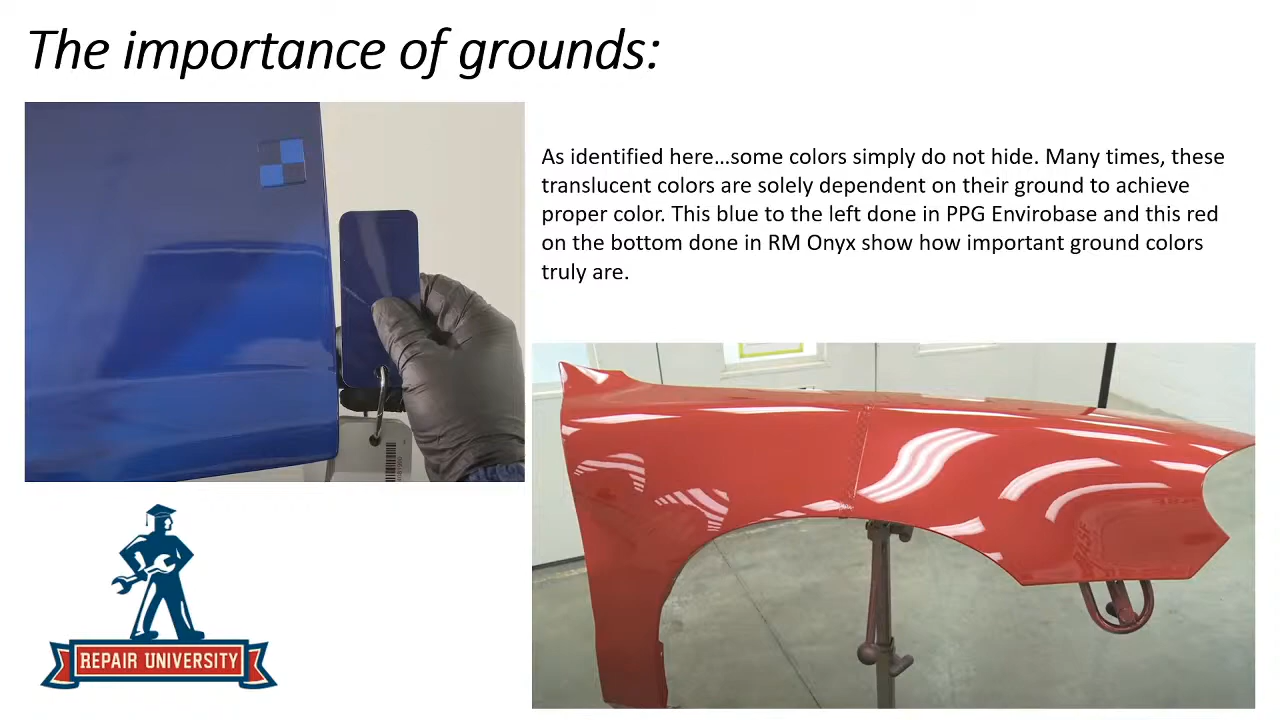 The importance of grounds:
As identified here...some colors simply do not hide. Many times, these
translucent colors are solely dependent on their ground to achieve
proper color. This blue to the left done in PPG Envirobase and this red
on the bottom done in RM Onyx show how important ground colors
truly are.
BASF
REPAIR UNIVERSITY